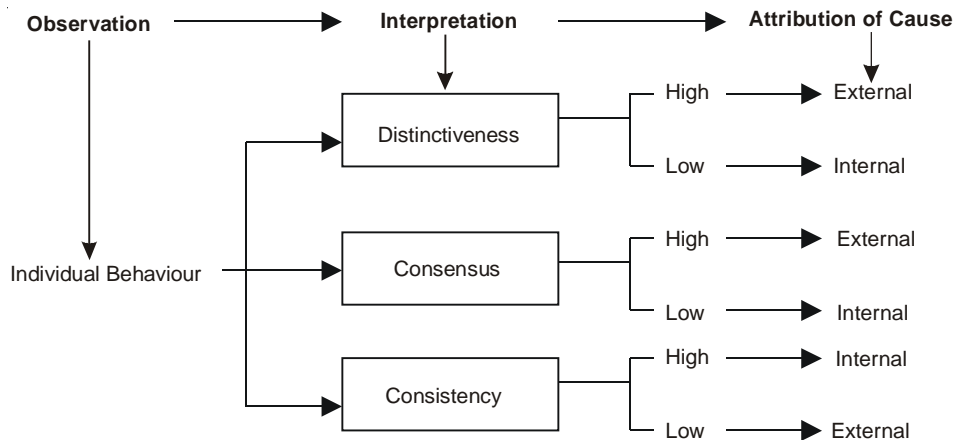 Observation Interpretation Attribution of Cause
Distinctiveness
High External
Low Internal
Individual Behaviour
Consensus
High External
Low Internal
Consistency
High Internal
Low External